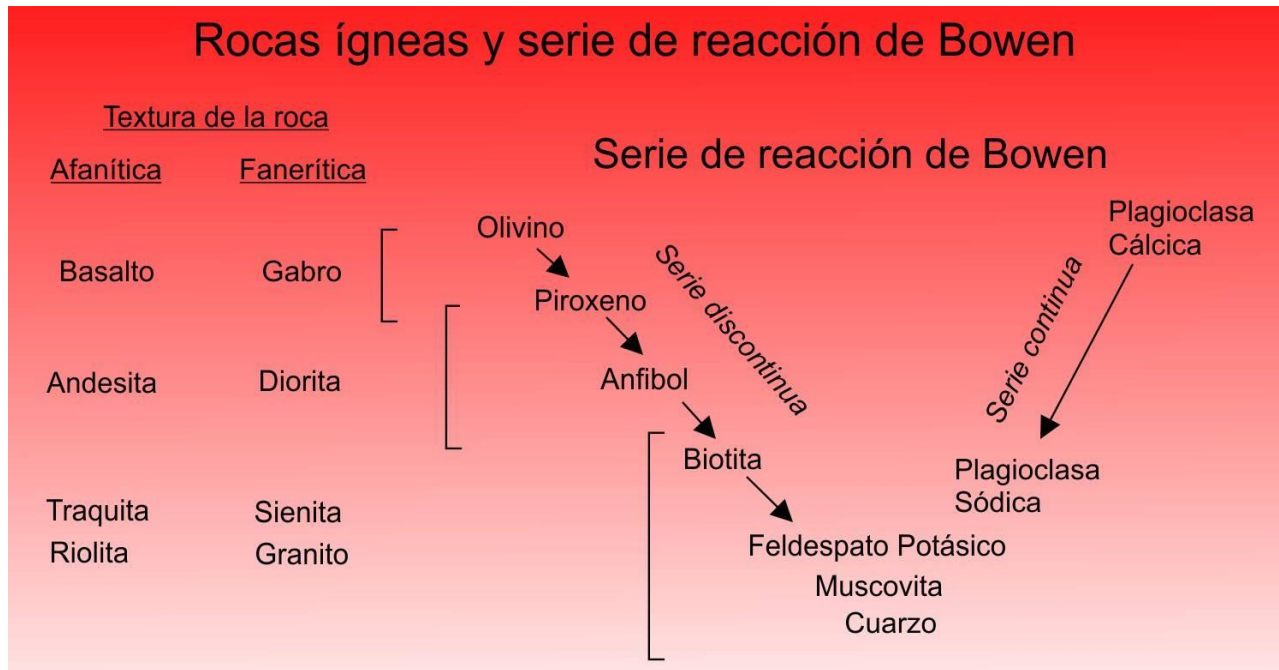 Rocas ígneas y serie de reacción de Bowen
Textura de la roca
Afanítica
Fanerítica
Basalto
Gabro
Andesita
Diorita
Traquita
Sienita
Riolita
Granito
Serie de reacción de Bowen
Olivino
Piroxeno
Anfibol
Biotita
Feldespato Potásico
Muscovita
Cuarzo
Serie discontinua
Serie continua
Plagioclasa
Cálcica
Plagioclasa
Sódica